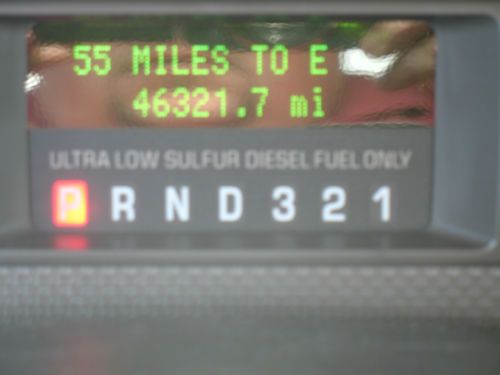 55 MILES TO E
46321.7 mi
ULTRA LOW SULFUR DIESEL FUEL ONLY
P R N D 3 2 1